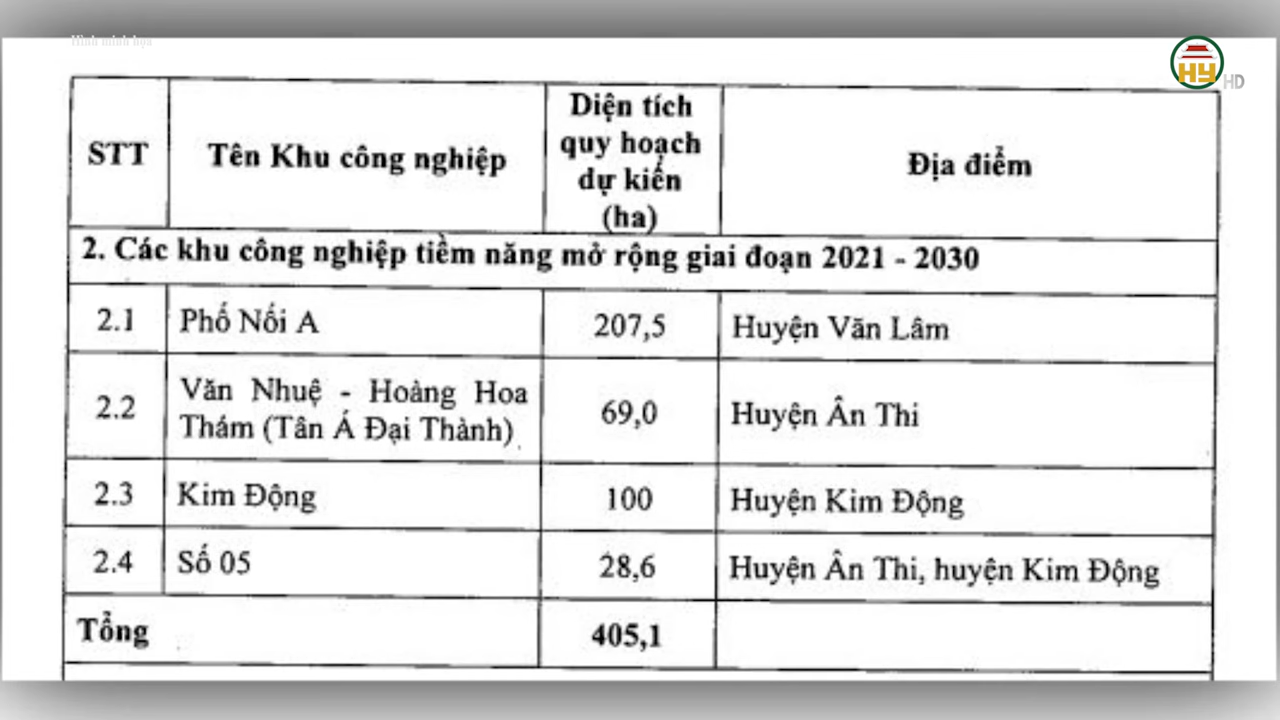 Hình minh họa
HY HD
STT
Tên Khu công nghiệp
Diện tích
quy hoạch
dự kiến
(ha)
Địa điểm
2. Các khu công nghiệp tiềm năng mở rộng giai đoạn 2021 - 2030
2.1 Phố Nối A 207,5 Huyện Văn Lâm
2.2 Văn Nhuệ - Hoàng Hoa
Thám (Tân Á Đại Thành) 69,0 Huyện Ân Thi
2.3 Kim Động 100 Huyện Kim Động
2.4 Số 05 28,6 Huyện Ân Thi, huyện Kim Động
Tổng 405,1